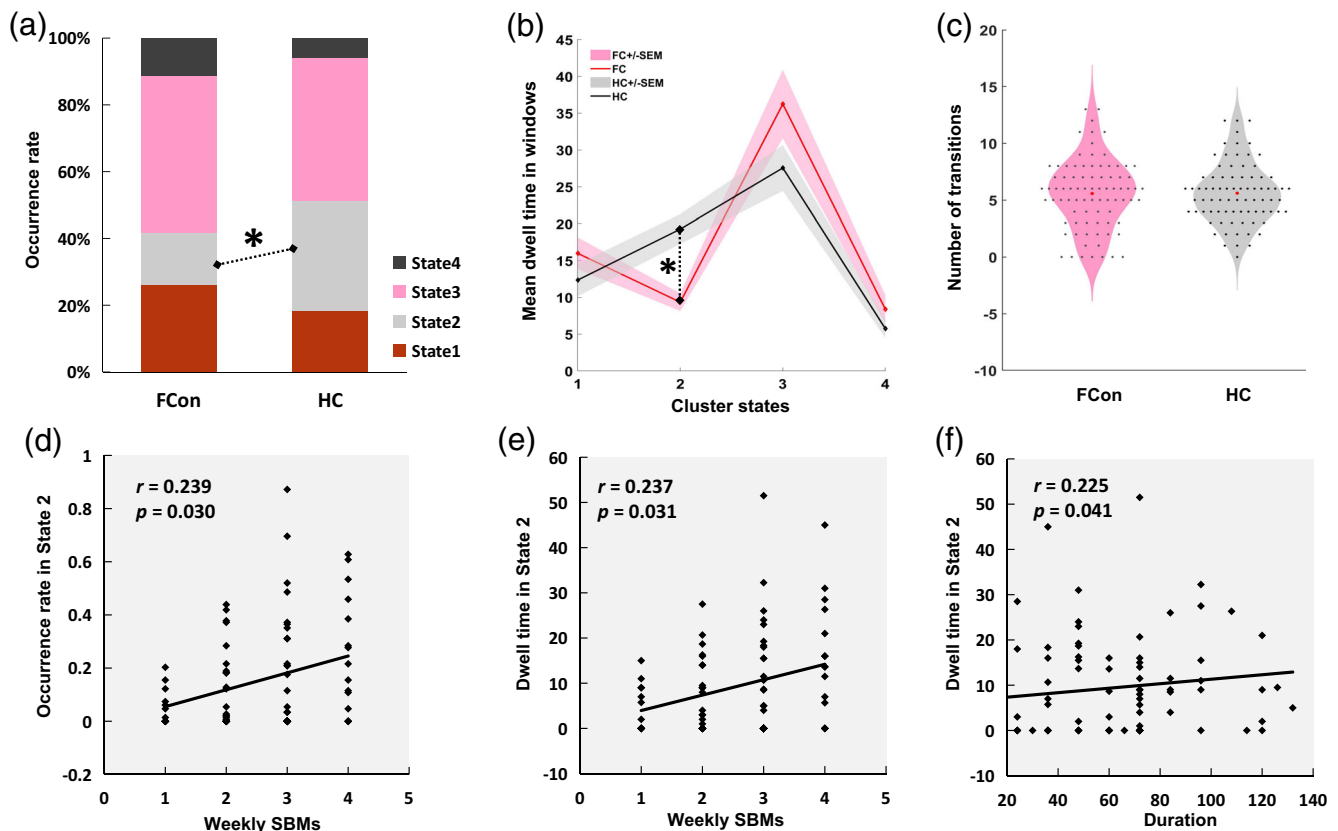 (a)
100%
80%
60%
40%
20%
0%
Occurrence rate
*
State4
State3
State2
State1
FCon HC
(b)
45
40
35
30
25
20
15
10
5
0
Mean dwell time in windows
FC+/-SEM
FC
HC+/-SEM
HC
*
1 2 3 4
Cluster states
(c)
20
15
10
5
0
-5
-10
Number of transitions
FCon HC
(d)
1
0.8
0.6
0.4
0.2
0
-0.2
Occurrence rate in State 2
r = 0.239
p = 0.030
0 1 2 3 4 5
Weekly SBMs
(e)
60
50
40
30
20
10
0
-10
Dwell time in State 2
r = 0.237
p = 0.031
0 1 2 3 4 5
Weekly SBMs
(f)
60
50
40
30
20
10
0
-10
Dwell time in State 2
r = 0.225
p = 0.041
20 40 60 80 100 120 140
Duration